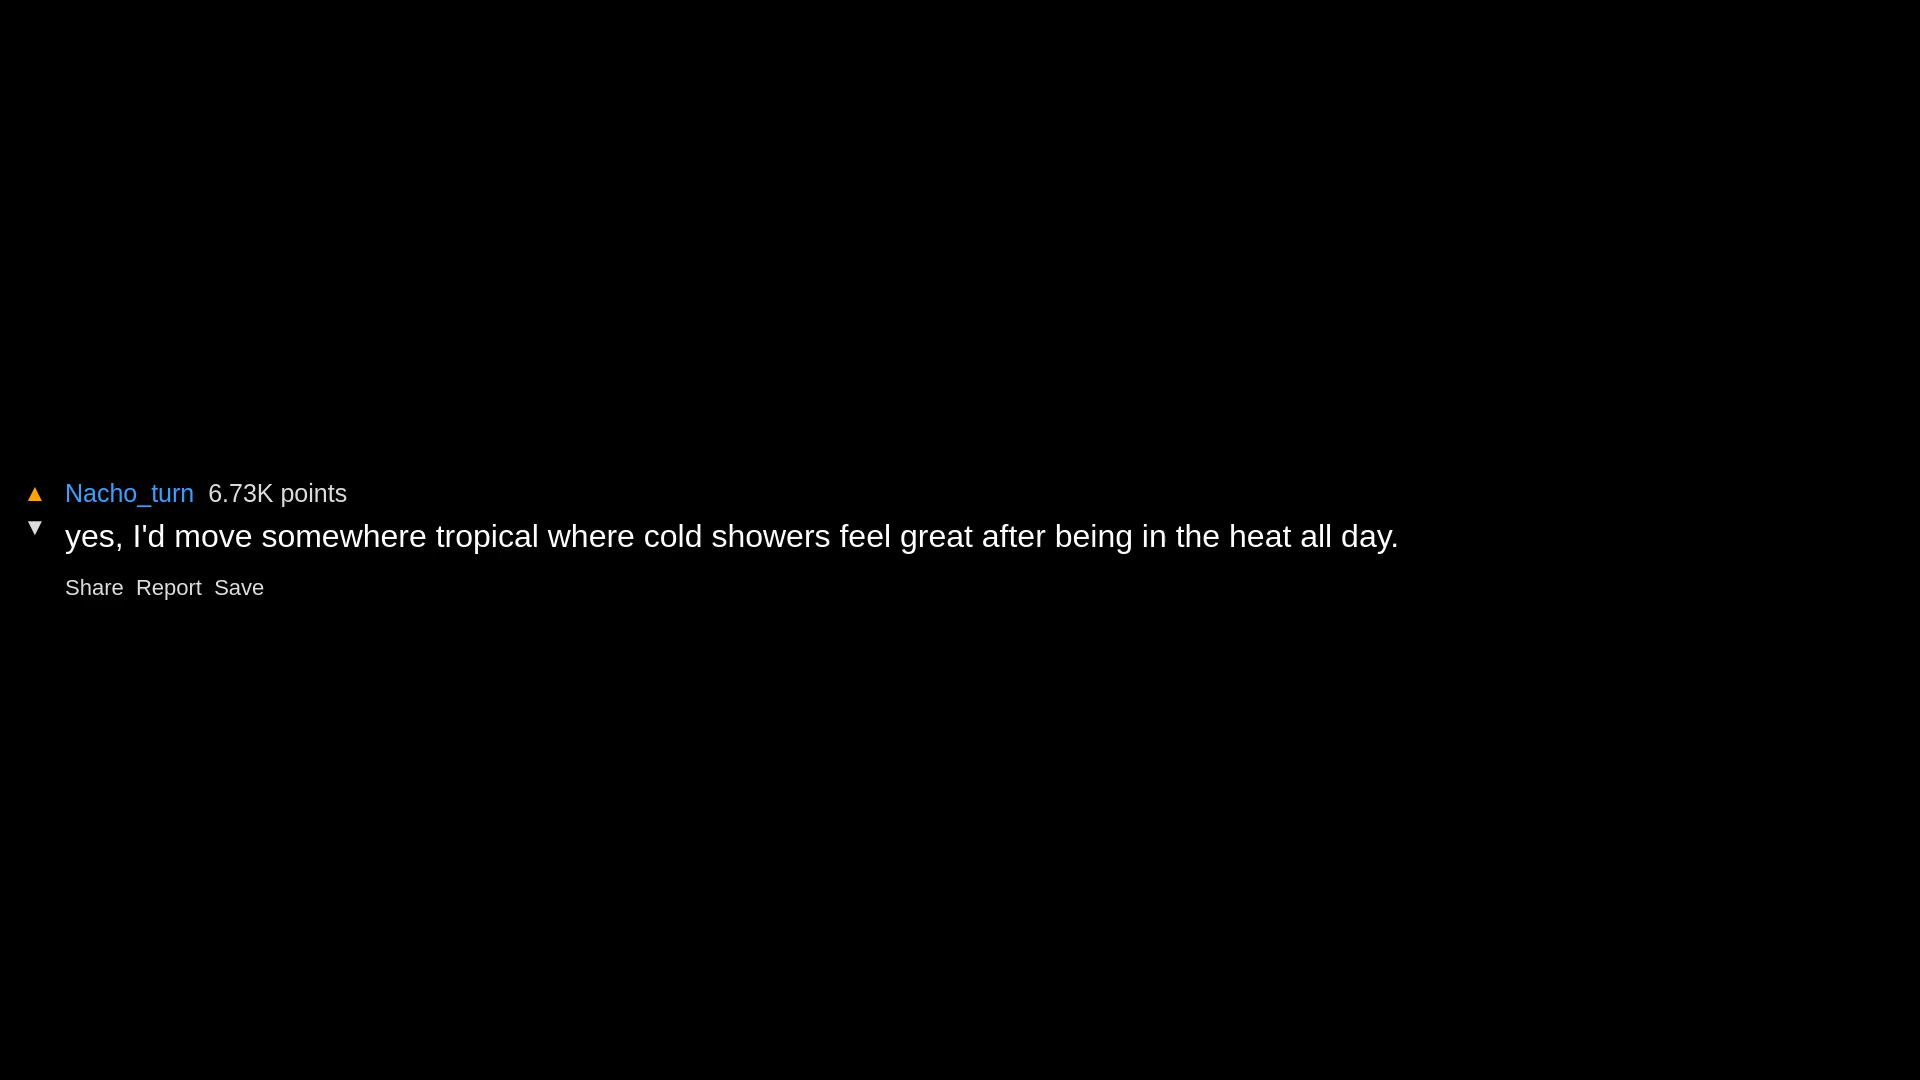 ▲ Nacho_turn 6.73K points
▼ yes, I'd move somewhere tropical where cold showers feel great after being in the heat all day.
Share Report Save